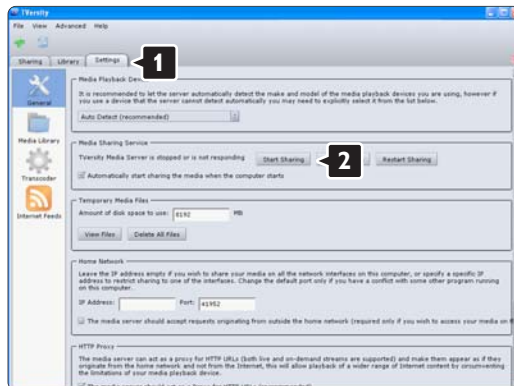 TVersity
File View Advanced Help
Sharing Library Settings
1
General
Media Library
Transcoder
Internet Feeds
Media Playback
It is recommended to let the server automatically detect the make and model of the media playback devices you are using, however if
you use a device that the server cannot detect automatically you may need to explicitly select it from the list below.
Auto Detect (recommended)
Media Sharing Service
TVersity Media Server is stopped or is not responding Start Sharing 2 Restart Sharing
Automatically start sharing the media when the computer starts
Temporary Media Files
Amount of disk space to use: 8192 MB
View Files Delete All Files
Home Network
Leave the IP address empty if you wish to share your media on all the network interfaces on this computer, or specify a specific IP
address to restrict sharing to one of the interfaces. Change the default port only if you have a conflict with some other program running
on this computer.
IP Address: Port: 41952
The media server should accept requests originating from outside the home network (required only if you wish to access your media on
HTTP Proxy
The media server can act as a proxy for HTTP URLs (both live and on-demand streams are supported) and make them appear as if they
originate from the home network and not from the Internet, this will allow playback of a wider range of Internet content by circumventing
the limitations of your media playback device.